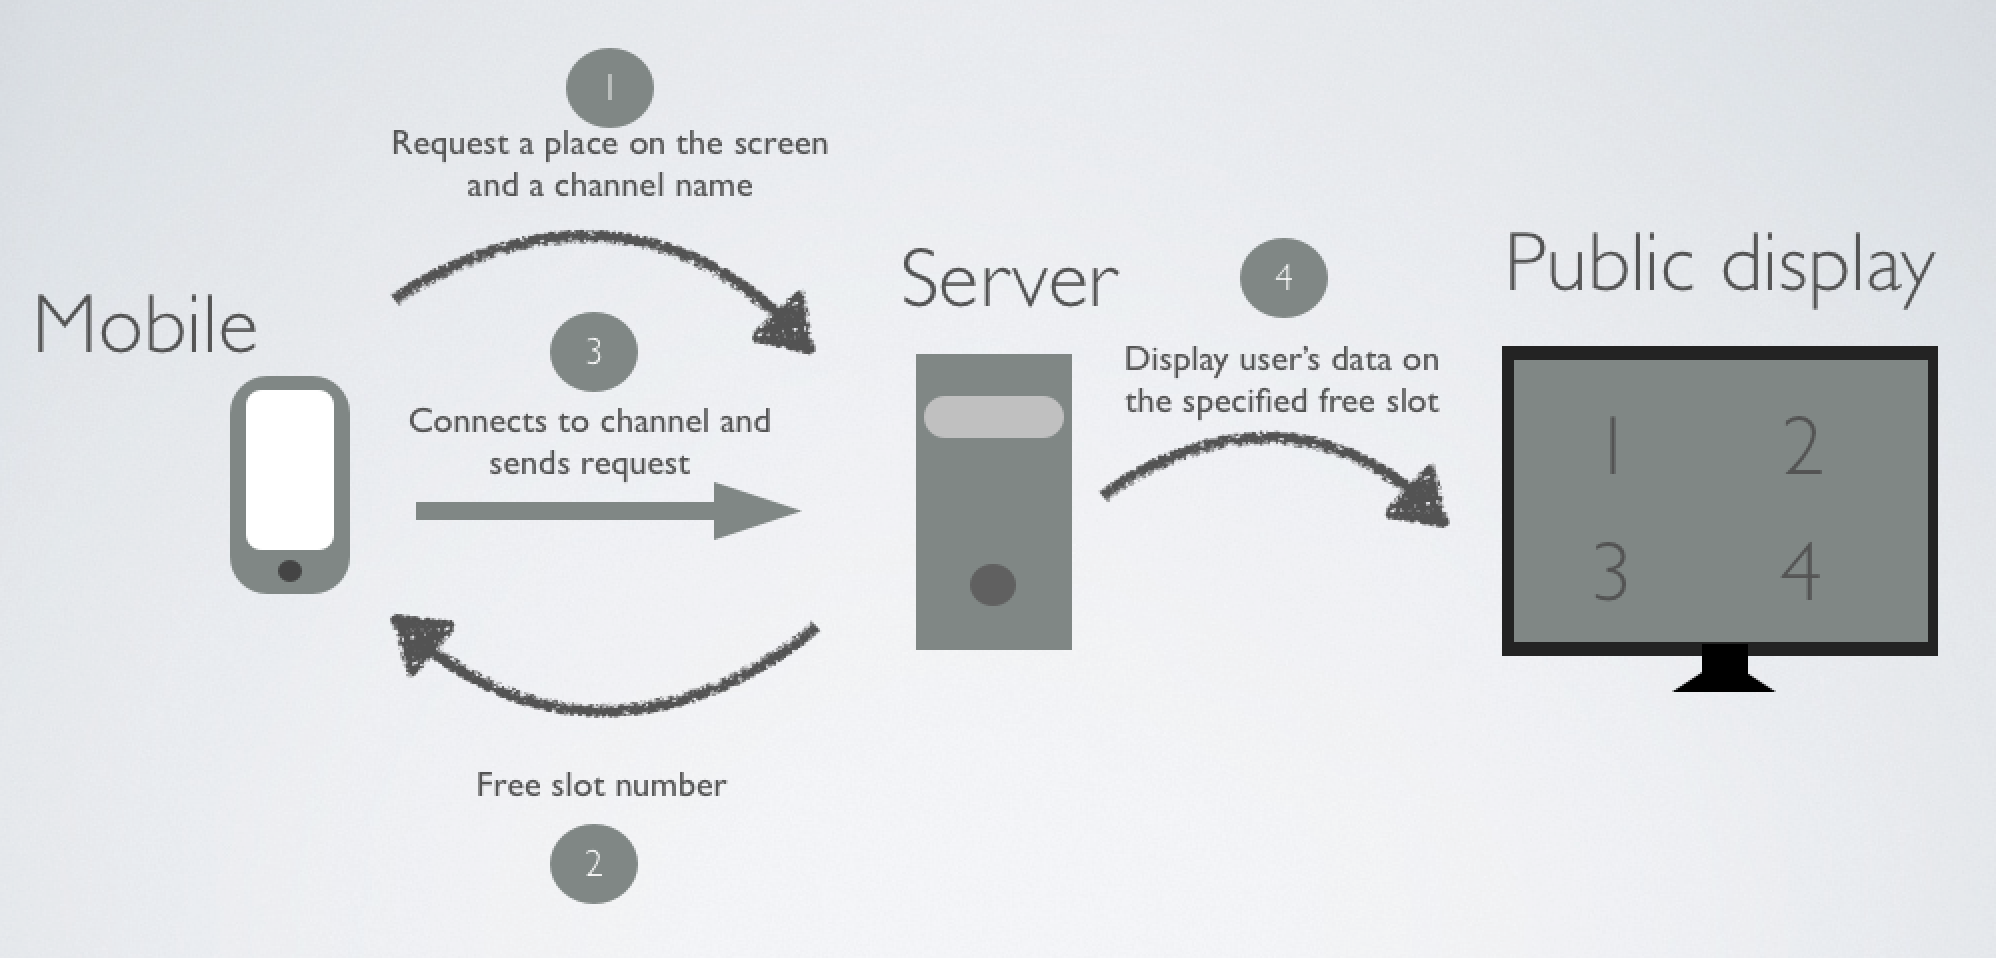 1
Request a place on the screen
and a channel name
Mobile
3
Connects to channel and
sends request
Free slot number
2
Server
4
Display user’s data on
the specified free slot
Public display
1 2
3 4